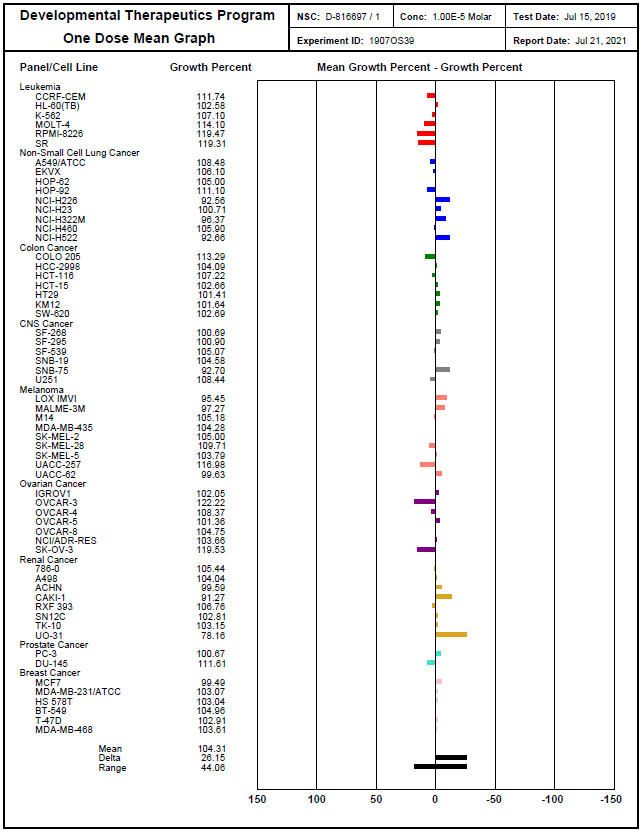 Developmental Therapeutics Program
One Dose Mean Graph
NSC: D-816697 / 1 Conc: 1.00E-5 Molar Test Date: Jul 15, 2019
Experiment ID: 1907OS39 Report Date: Jul 21, 2021
Panel/Cell Line Growth Percent Mean Growth Percent - Growth Percent
Leukemia
CCRF-CEM 111.74
HL-60(TB) 102.58
K-562 107.10
MOLT-4 114.10
RPMI-8226 119.47
SR 119.31
Non-Small Cell Lung Cancer
A549/ATCC 108.48
EKVX 106.10
HOP-62 105.00
HOP-92 111.10
NCI-H226 92.56
NCI-H23 100.71
NCI-H322M 96.37
NCI-H460 105.90
NCI-H522 92.66
Colon Cancer
COLO 205 113.29
HCC-2998 104.09
HCT-116 107.22
HCT-15 102.66
HT29 101.41
KM12 101.64
SW-620 102.69
CNS Cancer
SF-268 100.69
SF-295 100.90
SF-539 105.07
SNB-19 104.58
SNB-75 92.70
U251 108.44
Melanoma
LOX IMVI 95.45
MALME-3M 97.27
M14 105.18
MDA-MB-435 104.28
SK-MEL-2 105.00
SK-MEL-28 109.71
SK-MEL-5 103.79
UACC-257 116.98
UACC-62 99.63
Ovarian Cancer
IGROV1 102.05
OVCAR-3 122.22
OVCAR-4 108.37
OVCAR-5 101.36
OVCAR-8 104.75
NCI/ADR-RES 103.66
SK-OV-3 119.53
Renal Cancer
786-0 105.44
A498 104.04
ACHN 99.59
CAKI-1 91.27
RXF 393 106.76
SN12C 102.81
TK-10 103.15
UO-31 78.16
Prostate Cancer
PC-3 100.67
DU-145 111.61
Breast Cancer
MCF7 99.49
MDA-MB-231/ATCC 103.07
HS 578T 103.04
BT-549 104.96
T-47D 102.91
MDA-MB-468 103.61
Mean 104.31
Delta 26.15
Range 44.06
150 100 50 0 -50 -100 -150